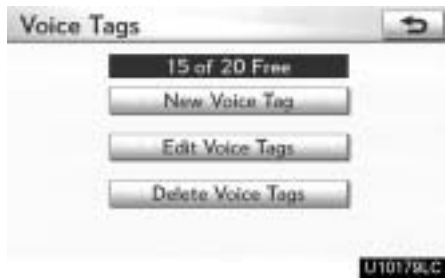 Voice Tags
15 of 20 Free
New Voice Tag
Edit Voice Tags
Delete Voice Tags
U10179LC